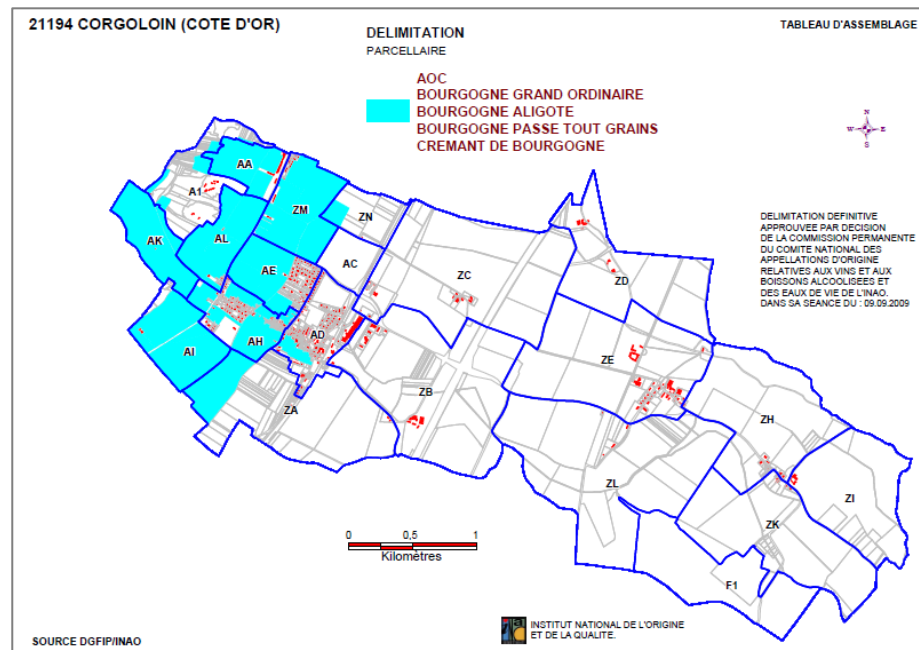 21194 CORGOLOIN (COTE D'OR)
DELIMITATION
PARCELLAIRE
TABLEAU D'ASSEMBLAGE
AOC
BOURGOGNE GRAND ORDINAIRE
BOURGOGNE ALIGOTE
BOURGOGNE PASSE TOUT GRAINS
CREMANT DE BOURGOGNE
N
W E
S
DELIMITATION DEFINITIVE
APPROUVEE PAR DECISION
DE LA COMMISSION PERMANENTE
DU COMITE NATIONAL DES
APPELLATIONS D'ORIGINE
RELATIVES AUX VINS ET AUX
BOISSONS ALCOOLISEES ET
DES EAUX DE VIE DE L'INAO.
DANS SA SEANCE DU : 09.09.2009
AA
A1
ZM
ZN
AK
AL
AC
AE
ZC
ZD
AD
AH
AI
ZE
ZB
ZA
ZH
ZL
ZI
ZK
F1
0 0,5 1
Kilomètres
INSTITUT NATIONAL DE L'ORIGINE
ET DE LA QUALITE.
SOURCE DGFIP/INAO